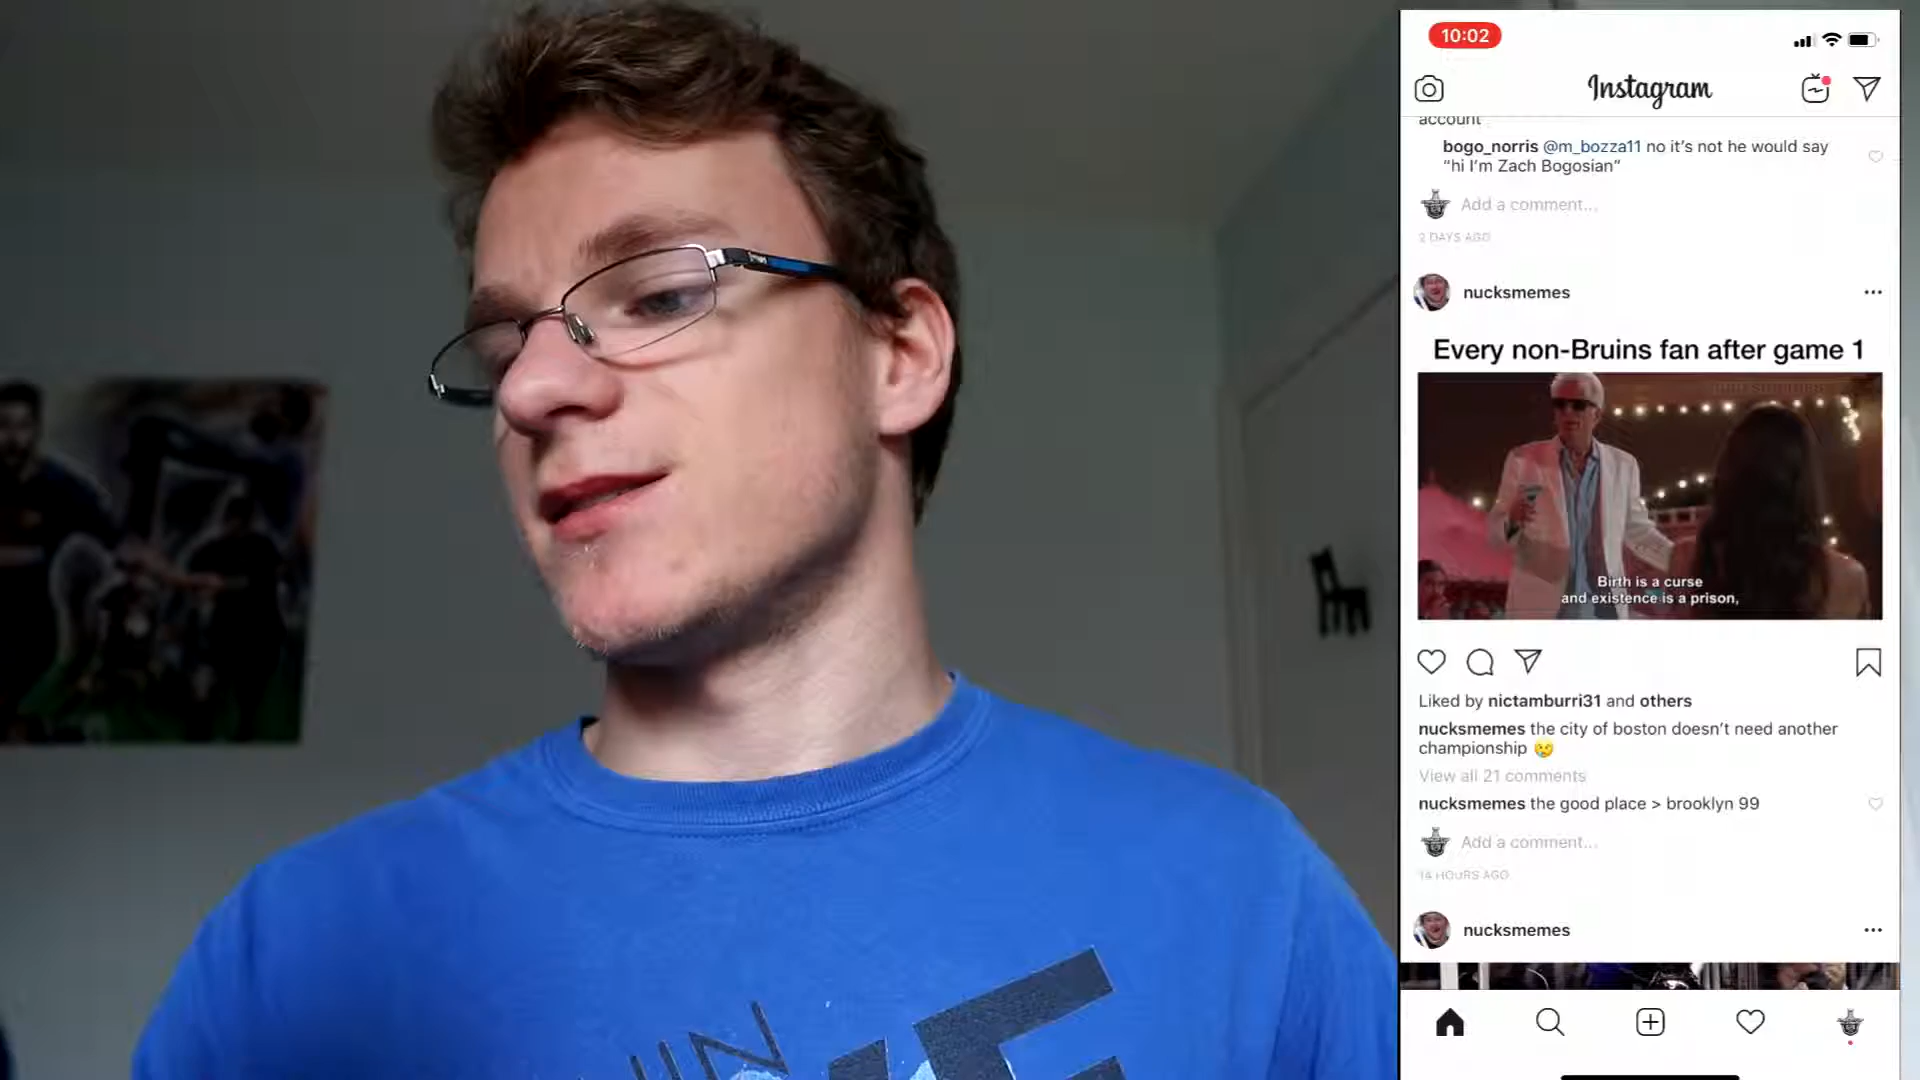 10:02
Instagram
account
bogo_norris @m_bozza11 no it’s not he would say
“hi I’m Zach Bogosian”
Add a comment...
2 DAYS AGO
nucksmemes
Every non-Bruins fan after game 1
Birth is a curse
and existence is a prison,
Liked by nictamburri31 and others
nucksmemes the city of boston doesn’t need another
championship 😢
View all 21 comments
nucksmemes the good place > brooklyn 99
Add a comment...
14 HOURS AGO
nucksmemes
IN